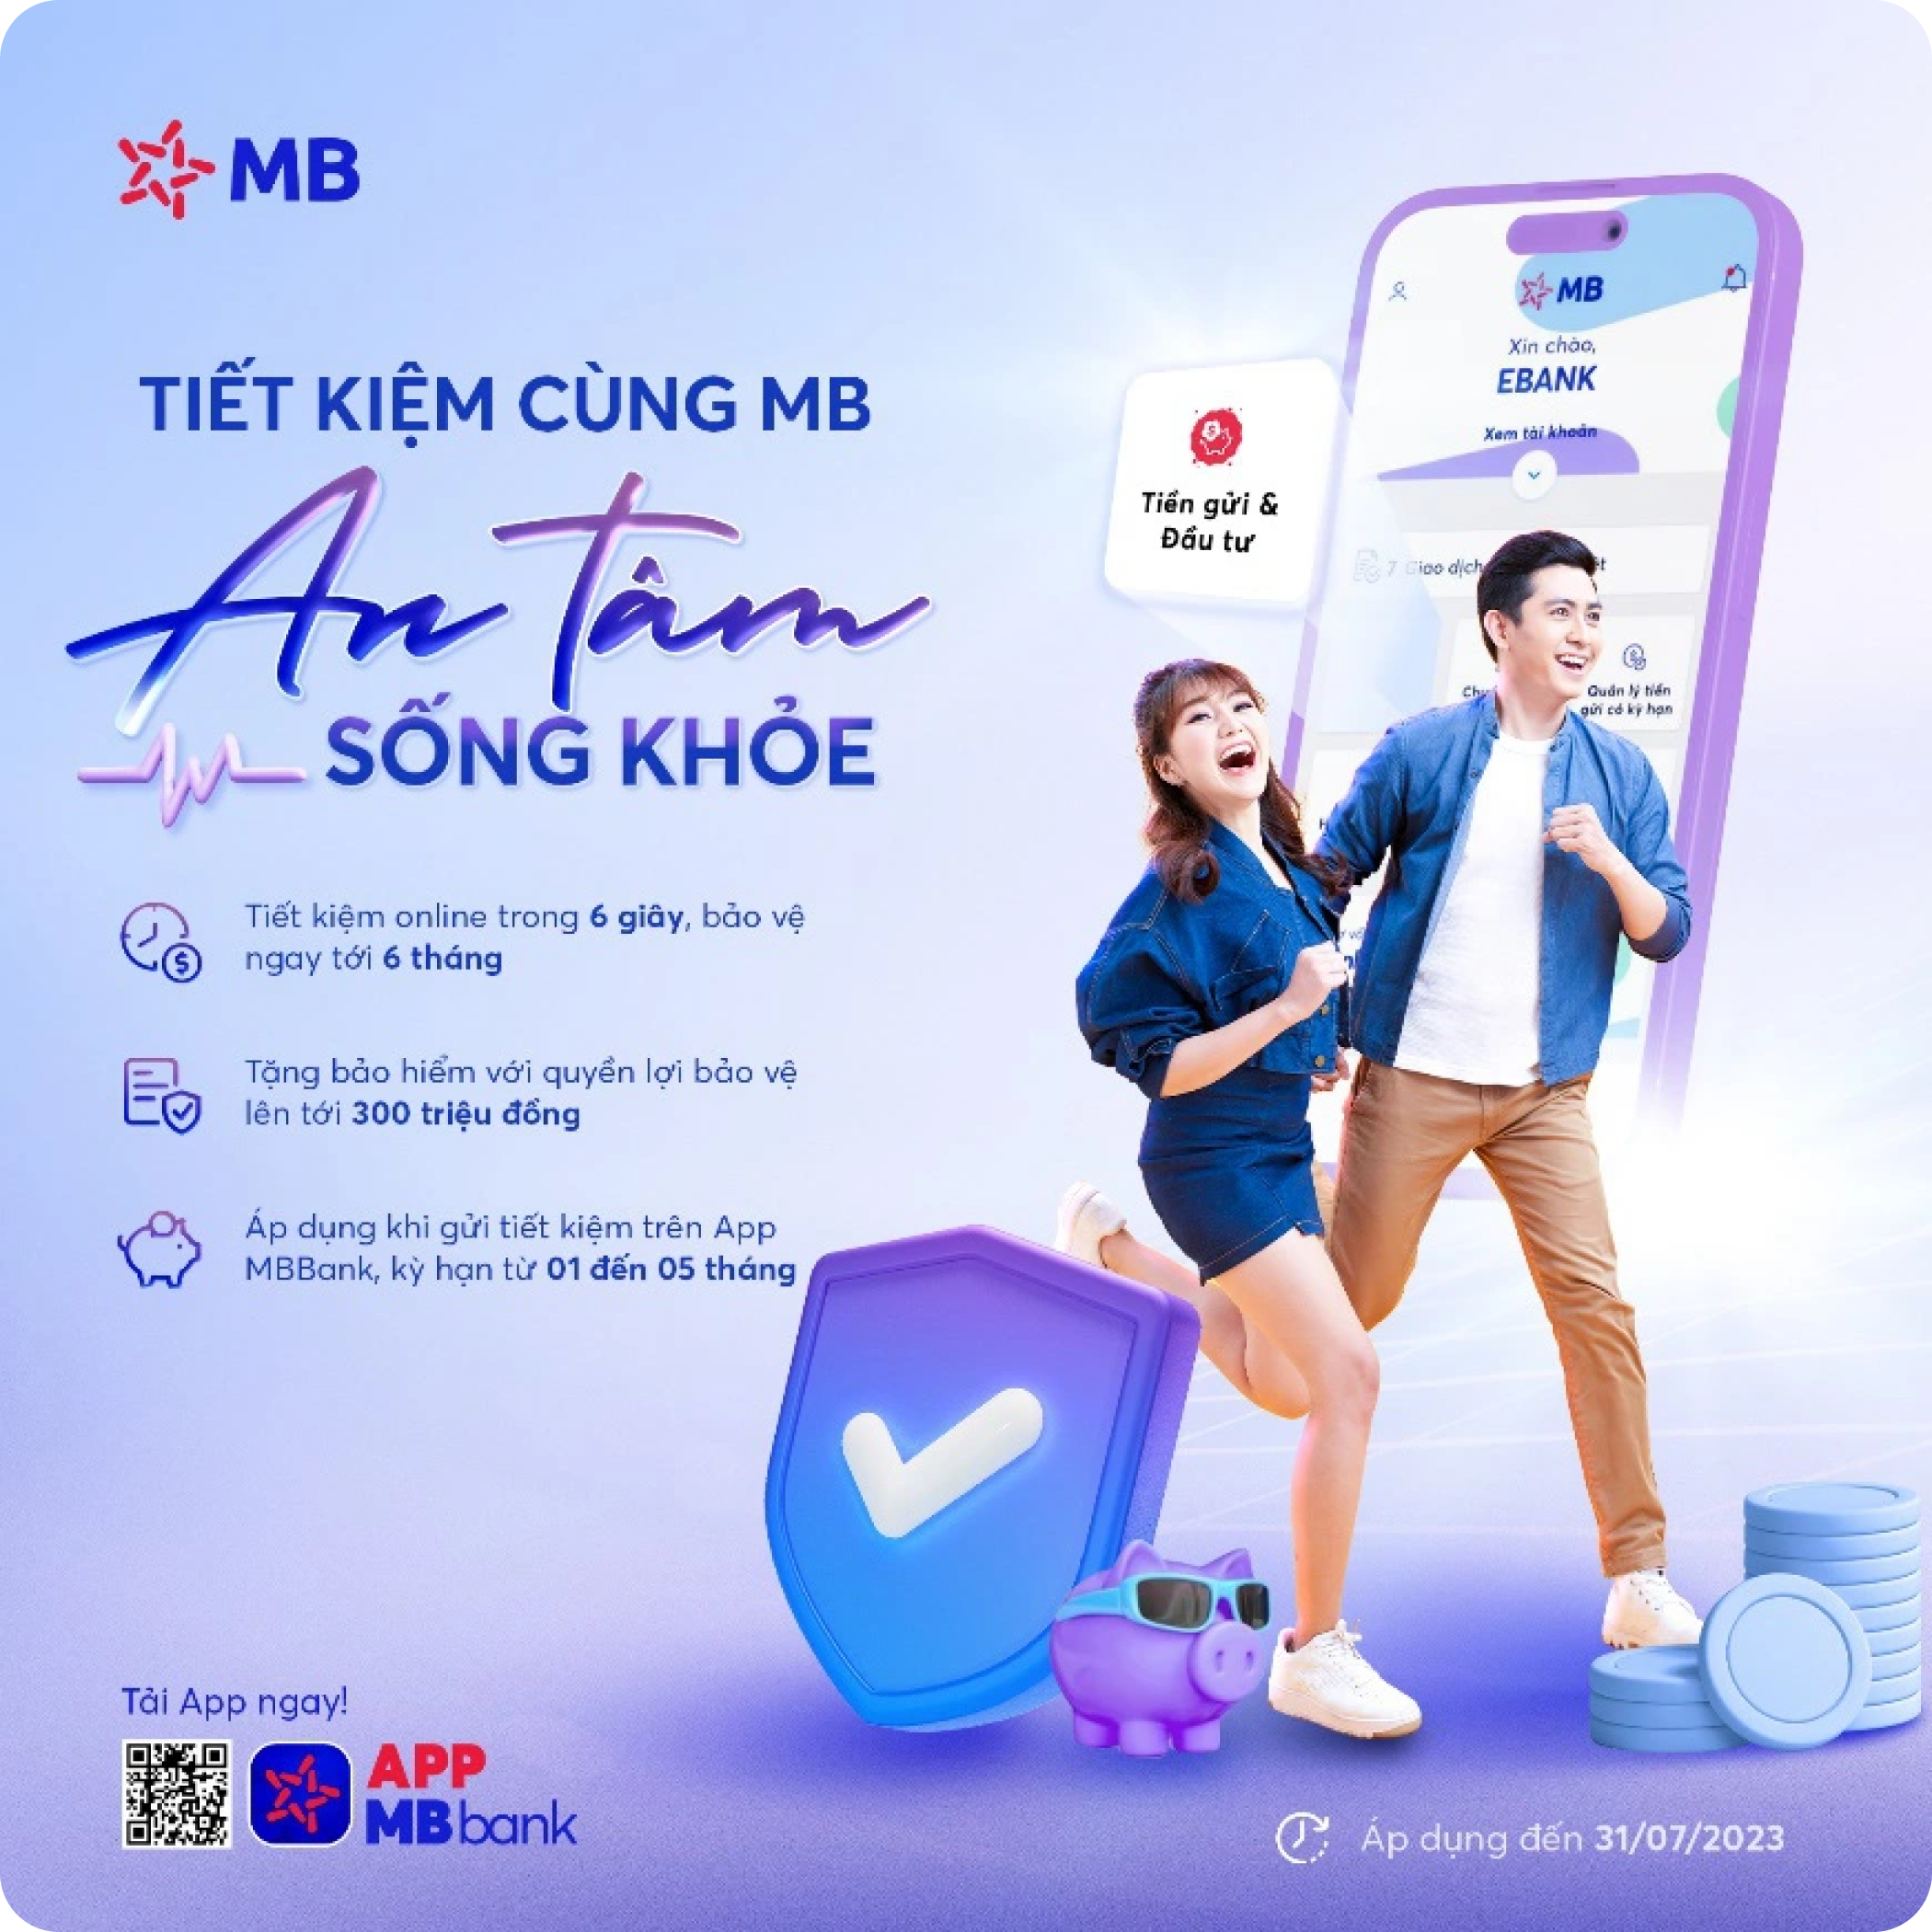 MB
TIẾT KIỆM CÙNG MB
An Tâm
SỐNG KHỎE
Tiết kiệm online trong 6 giây, bảo vệ
ngay tới 6 tháng
Tặng bảo hiểm với quyền lợi bảo vệ
lên tới 300 triệu đồng
Áp dụng khi gửi tiết kiệm trên App
MBBank, kỳ hạn từ 01 đến 05 tháng
MB
Xin chào,
EBANK
Xem tài khoản
Tiền gửi &
Đầu tư
7 Giao dịch
Quản lý tiền
gửi có kỳ hạn
Tải App ngay!
APP
MBbank
Áp dụng đến 31/07/2023